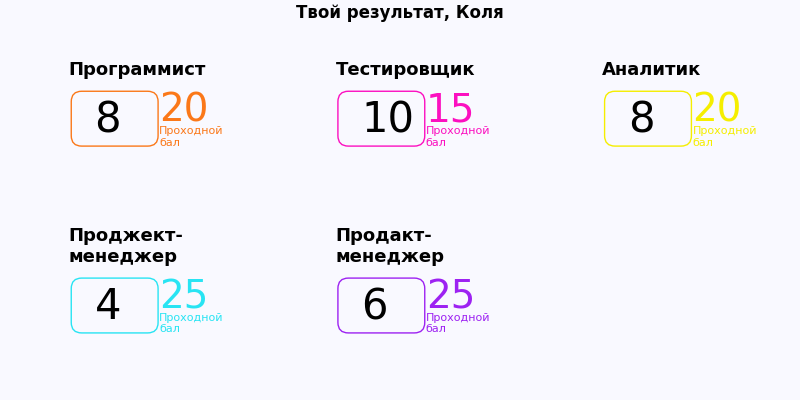 Твой результат, Коля
Программист
8
20
Проходной
бал
Тестировщик
10
15
Проходной
бал
Аналитик
8
20
Проходной
бал
Проджект-
менеджер
4
25
Проходной
бал
Продакт-
менеджер
6
25
Проходной
бал